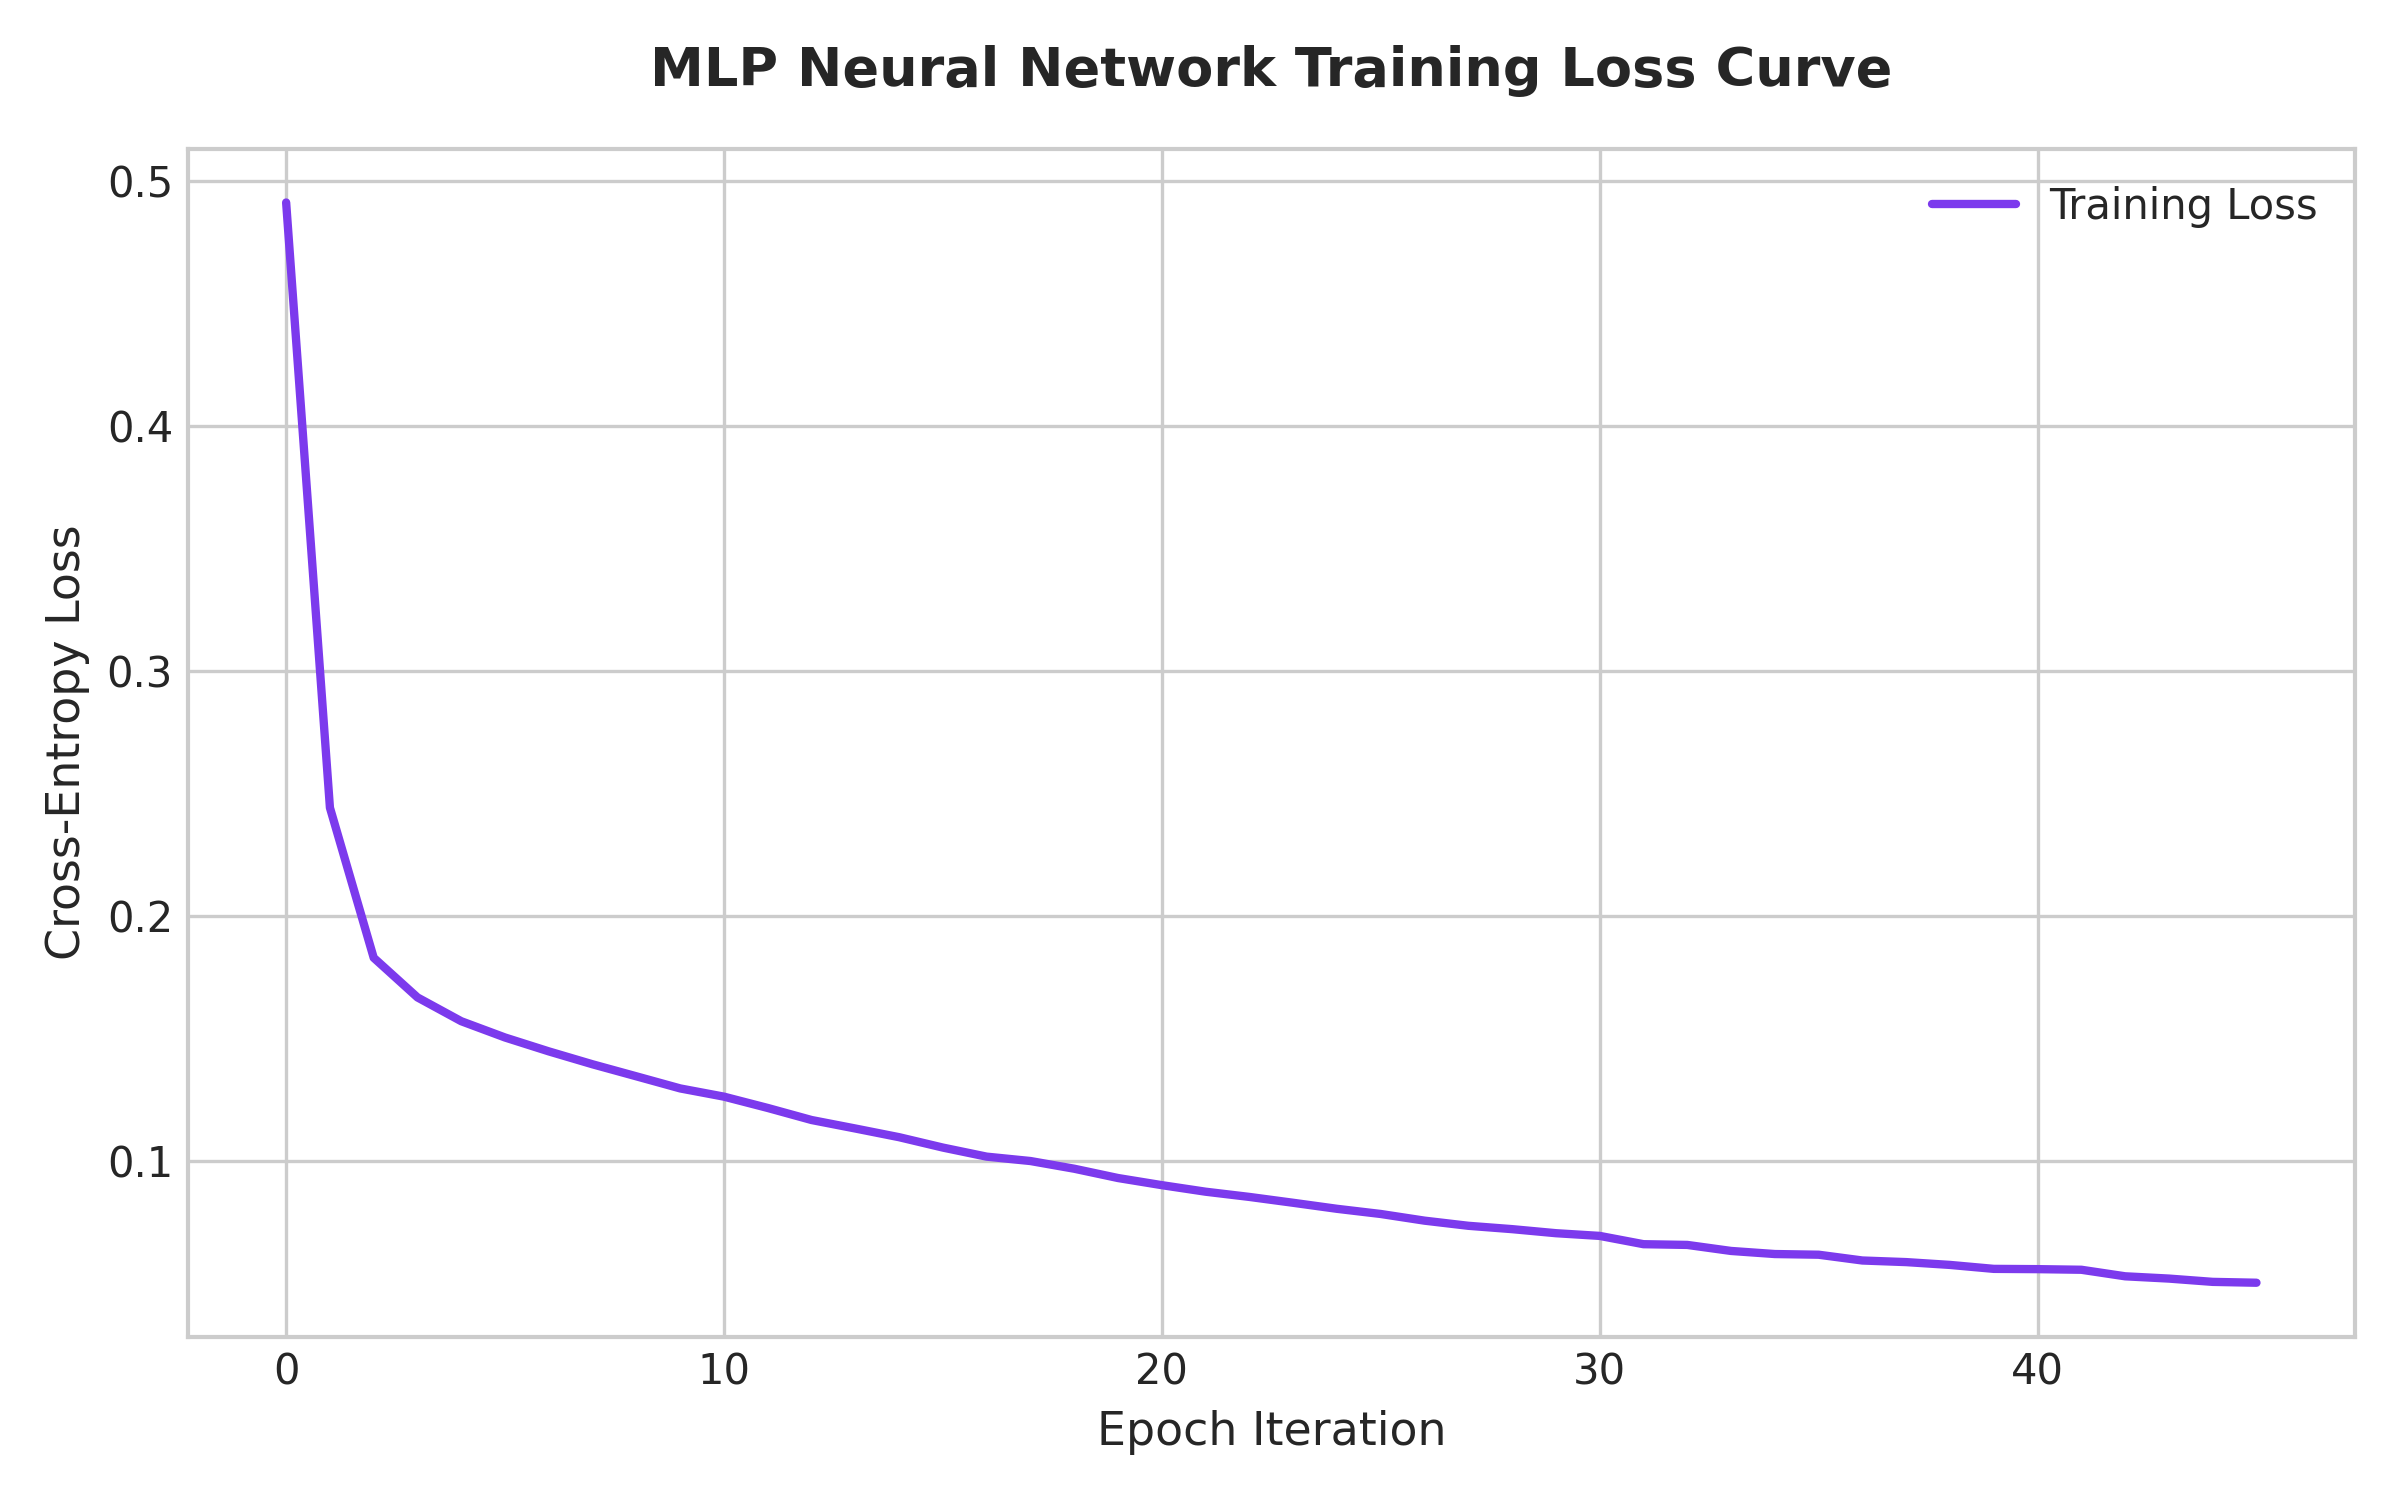 MLP Neural Network Training Loss Curve
Training Loss
Cross-Entropy Loss
0.5
0.4
0.3
0.2
0.1
0 10 20 30 40
Epoch Iteration